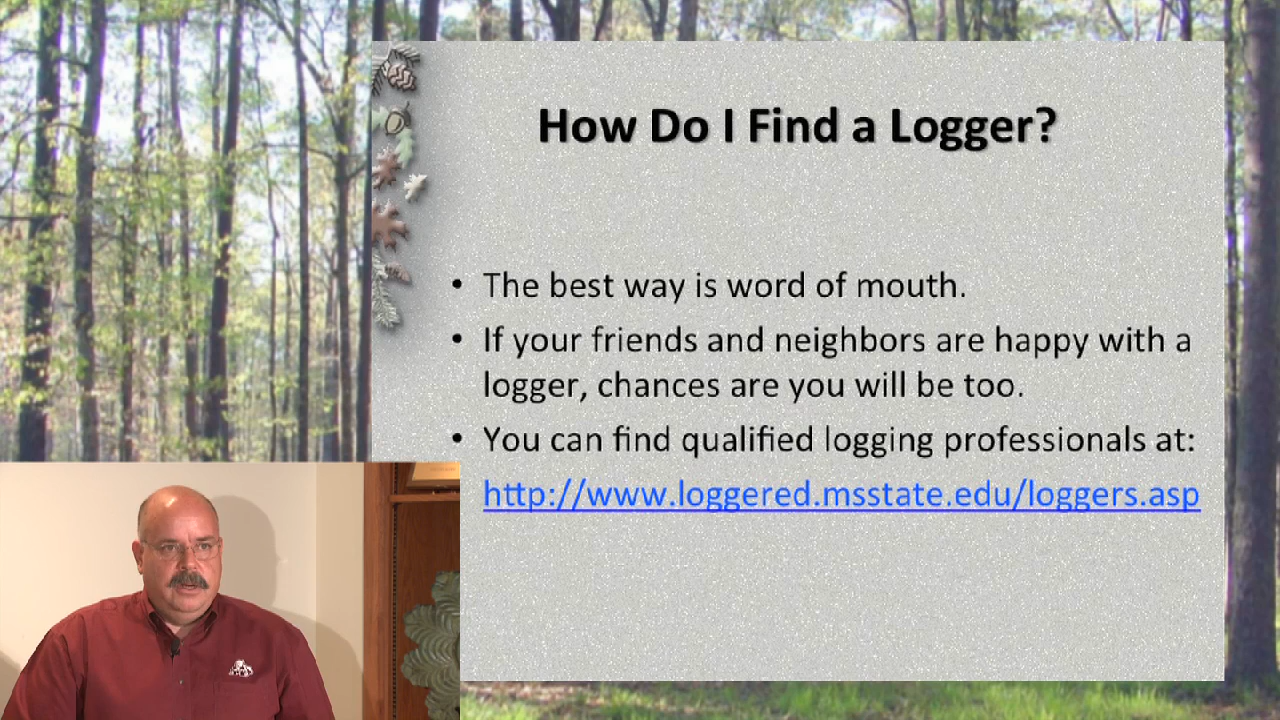 How Do I Find a Logger?
• The best way is word of mouth.
• If your friends and neighbors are happy with a
logger, chances are you will be too.
• You can find qualified logging professionals at:
http://www.loggered.msstate.edu/loggers.asp